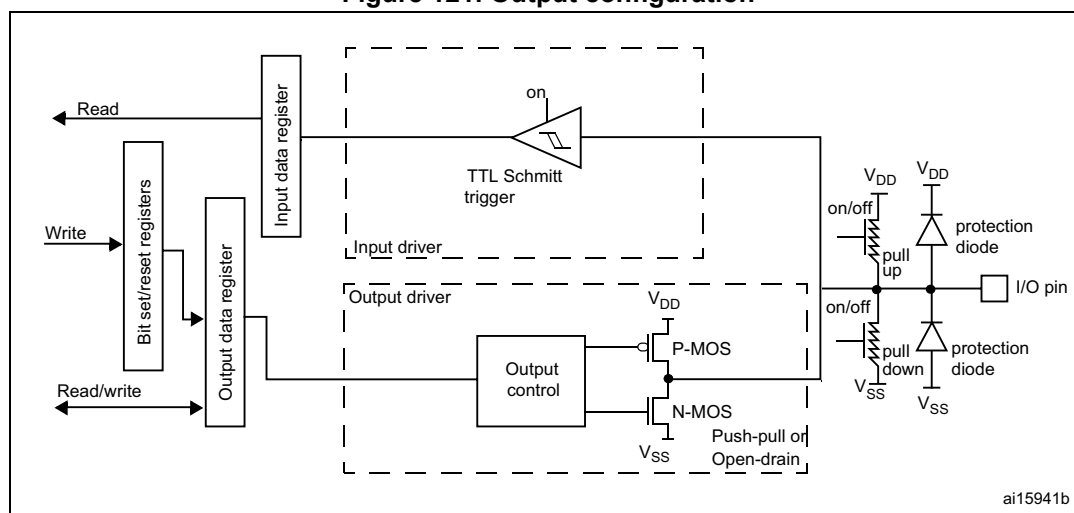 Figure 121. Output configuration
Read
Input data register
on
TTL Schmitt
trigger
Input driver
Write
Bit set/reset registers
Output data register
Read/write
Output driver
Output
control
VDD
P-MOS
N-MOS
VSS
Push-pull or
Open-drain
VDD
on/off
pull
up
on/off
pull
down
VSS
VDD
protection
diode
I/O pin
protection
diode
VSS
ai15941b